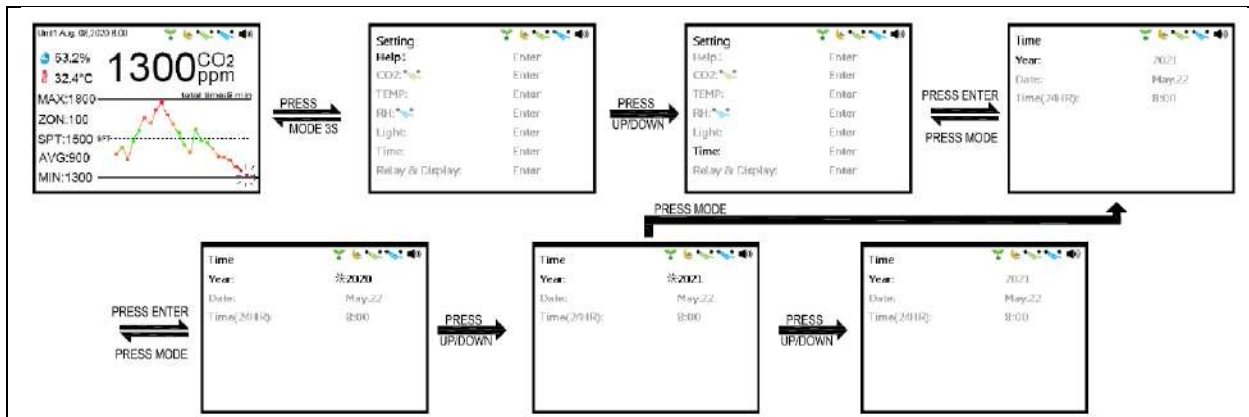 Unit1 Aug. 08,2020 8:00
53.2%
32.4°C
1300 CO2 ppm
total time:6 min
MAX:1800
ZON:100
SPT:1500 SPT
AVG:900
MIN:1300
PRESS
MODE 3S
Setting
Help: Enter
CO2: Enter
TEMP: Enter
RH: Enter
Light: Enter
Time: Enter
Relay & Display: Enter
PRESS
UP/DOWN
Setting
Help: Enter
CO2: Enter
TEMP: Enter
RH: Enter
Light: Enter
Time: Enter
Relay & Display: Enter
PRESS ENTER
PRESS MODE
Time
Year: 2021
Date: May.22
Time(24HR): 8:00
PRESS MODE
PRESS ENTER
PRESS MODE
Time
Year: 2020
Date: May.22
Time(24HR): 8:00
PRESS
UP/DOWN
Time
Year: 2021
Date: May.22
Time(24HR): 8:00
PRESS
UP/DOWN
Time
Year: 2021
Date: May.22
Time(24HR): 8:00